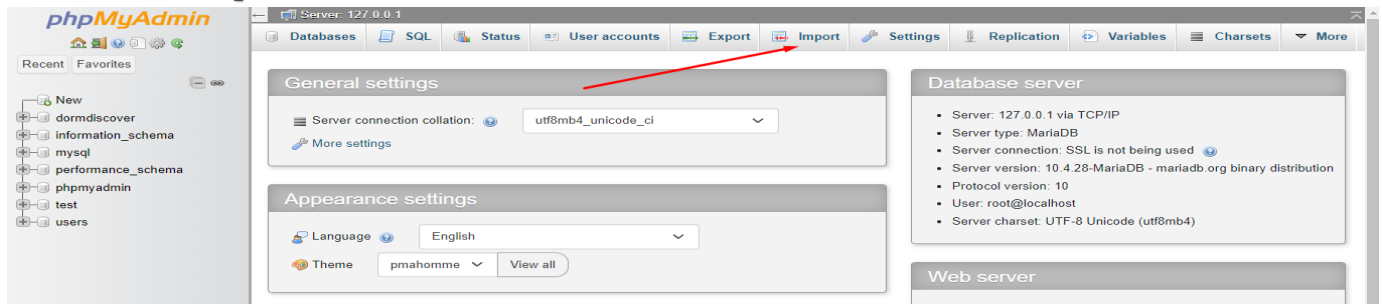 phpMyAdmin
Recent Favorites
New
dormdiscover
information_schema
mysql
performance_schema
phpmyadmin
test
users
Server: 127.0.0.1
Databases SQL Status User accounts Export Import Settings Replication Variables Charsets More
General settings
Server connection collation: utf8mb4_unicode_ci
More settings
Appearance settings
Language English
Theme pmahomme View all
Database server
Server: 127.0.0.1 via TCP/IP
Server type: MariaDB
Server connection: SSL is not being used
Server version: 10.4.28-MariaDB - mariadb.org binary distribution
Protocol version: 10
User: root@localhost
Server charset: UTF-8 Unicode (utf8mb4)
Web server